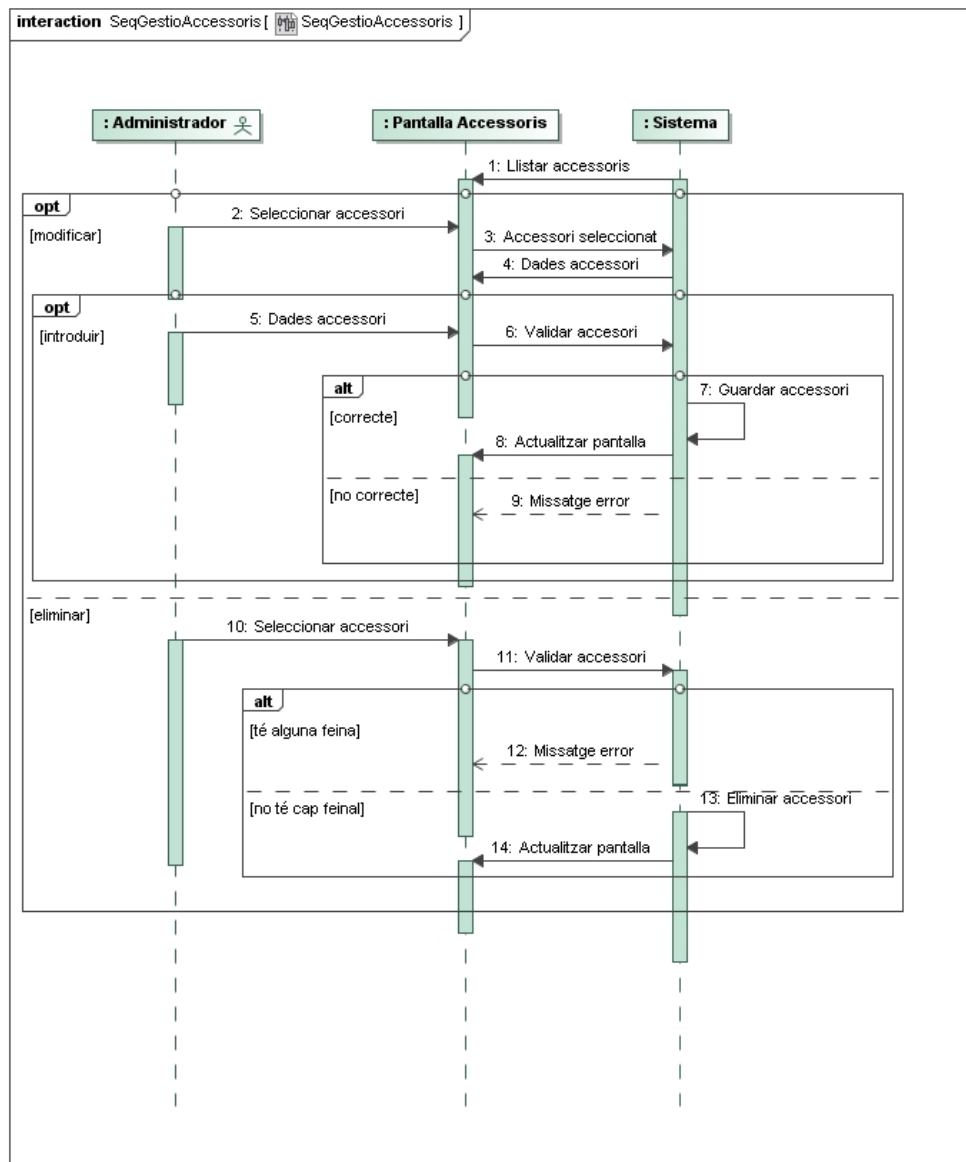 interaction SeqGestioAccessoris[ SeqGestioAccessoris ]
: Administrador
: Pantalla Accessoris
: Sistema
1: Llistar accessoris
opt
[modificar]
2: Seleccionar accessori
3: Accessori seleccionat
4: Dades accessori
opt
[introduir]
5: Dades accessori
6: Validar accesori
alt
[correcte]
7: Guardar accessori
8: Actualitzar pantalla
[no correcte]
9: Missatge error
[eliminar]
10: Seleccionar accessori
11: Validar accessori
alt
[té alguna feina]
12: Missatge error
[no té cap feinal]
13: Eliminar accessori
14: Actualitzar pantalla